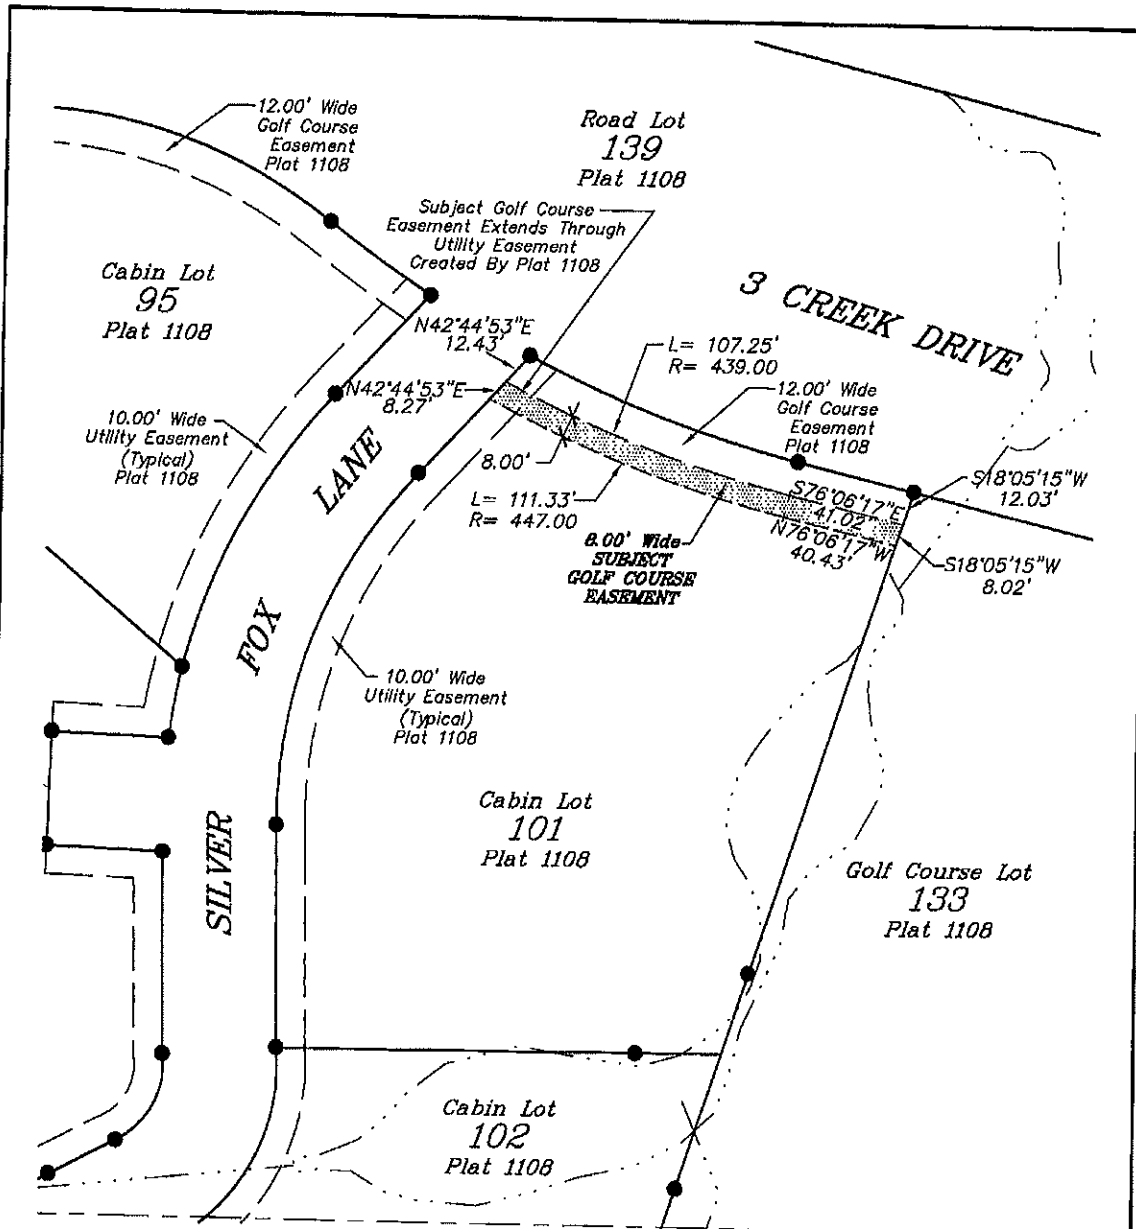 12.00' Wide
Golf Course
Easement
Plat 1108
Road Lot
139
Plat 1108
Subject Golf Course
Easement Extends Through
Utility Easement
Created By Plat 1108
Cabin Lot
95
Plat 1108
3 CREEK DRIVE
N42°44'53"E
12.43'
L= 107.25'
R= 439.00
N42°44'53"E
8.27'
12.00' Wide
Golf Course
Easement
Plat 1108
10.00' Wide
Utility Easement
(Typical)
Plat 1108
LANE
8.00'
S18°05'15"W
12.03'
L= 111.33'
R= 447.00
S76°06'17"E
41.02'
N76°06'17"W
40.43'
8.00' Wide
SUBJECT
GOLF COURSE
EASEMENT
S18°05'15"W
8.02'
FOX
10.00' Wide
Utility Easement
(Typical)
Plat 1108
Cabin Lot
101
Plat 1108
SILVER
Golf Course Lot
133
Plat 1108
Cabin Lot
102
Plat 1108